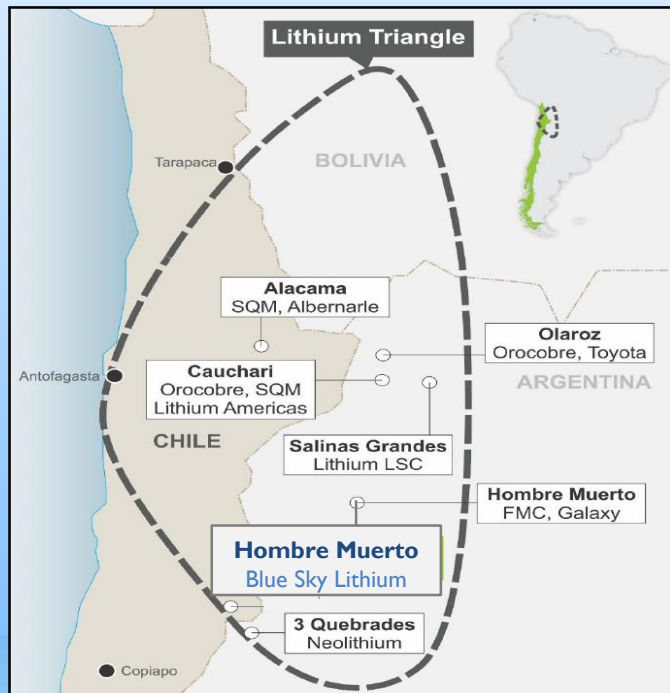 Lithium Triangle
Tarapaca
BOLIVIA
Alacama
SQM, Albernarle
Olaroz
Orocobre, Toyota
Antofagasta
Cauchari
Orocobre, SQM
Lithium Americas
ARGENTINA
CHILE
Salinas Grandes
Lithium LSC
Hombre Muerto
FMC, Galaxy
Hombre Muerto
Blue Sky Lithium
3 Quebrades
Neolithium
Copiapo